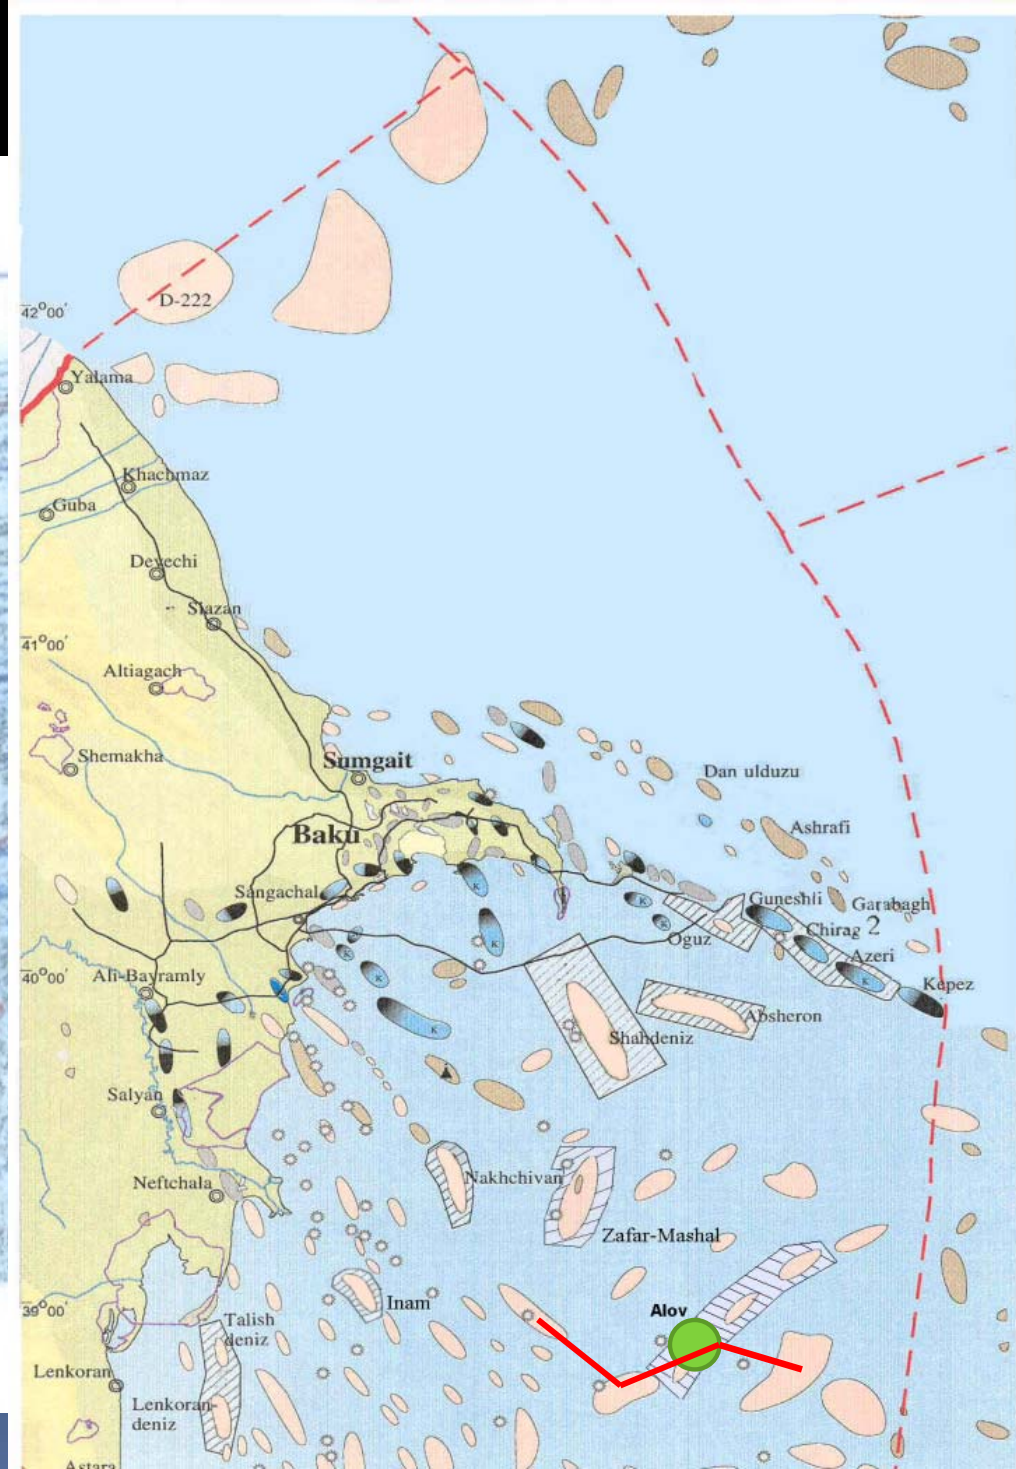 D-222
42°00'
Yalama
Khachmaz
Guba
Devechi
Siazan
41°00'
Altiagach
Shemakha
Sumgait
Dan ulduzu
Baku
Ashrafi
Sangachal
Guneshli
Garabagh
Chirag 2
Oguz
Azeri
40°00'
Ali-Bayramly
Kepez
Absheron
Shahdeniz
Salyan
Nakhchivan
Neftchala
Zafar-Mashal
39°00'
Inam
Alov
Talish
deniz
Lenkoran
Lenkoran-
deniz
Astara
K
K
K
K
K
K
K
K
K
K